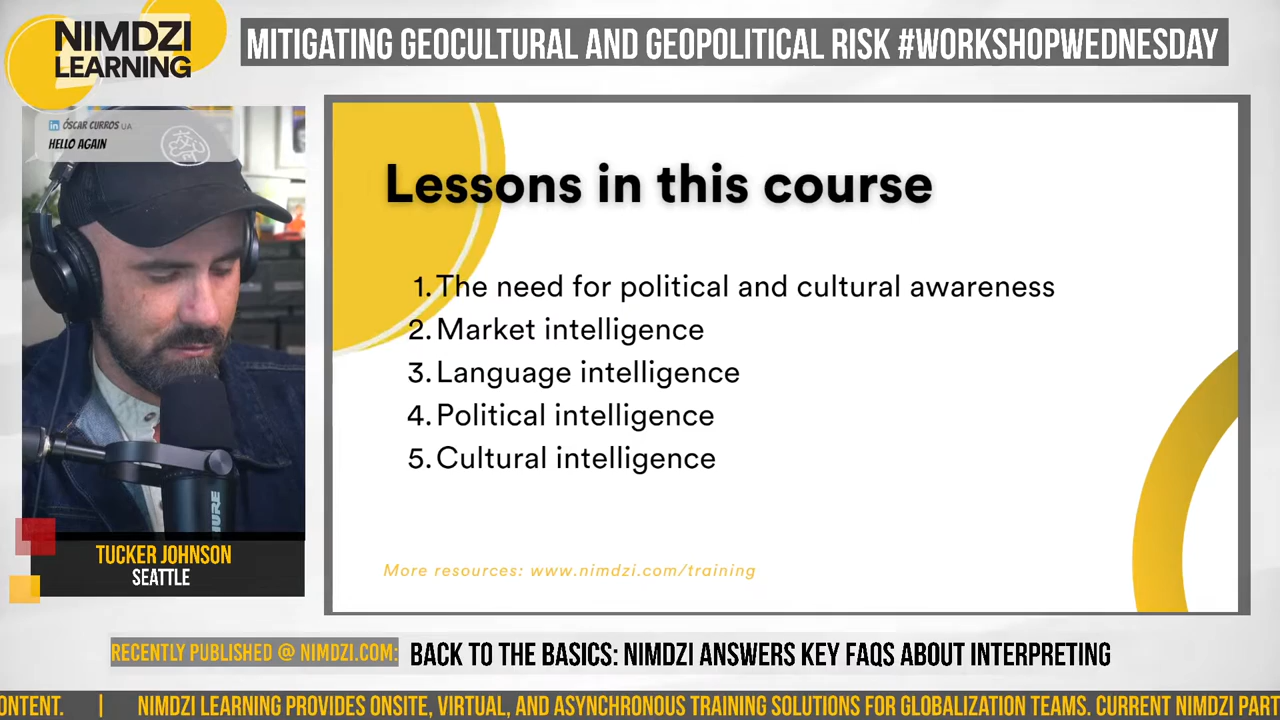 NIMDZI
LEARNING
MITIGATING GEOCULTURAL AND GEOPOLITICAL RISK #WORKSHOPWEDNESDAY
ÓSCAR CURROS UA
HELLO AGAIN
Lessons in this course
1. The need for political and cultural awareness
2. Market intelligence
3. Language intelligence
4. Political intelligence
5. Cultural intelligence
More resources: www.nimdzi.com/training
TUCKER JOHNSON
SEATTLE
RECENTLY PUBLISHED @ NIMDZI.COM: BACK TO THE BASICS: NIMDZI ANSWERS KEY FAQS ABOUT INTERPRETING
ONTENT. | NIMDZI LEARNING PROVIDES ONSITE, VIRTUAL, AND ASYNCHRONOUS TRAINING SOLUTIONS FOR GLOBALIZATION TEAMS. CURRENT NIMDZI PART